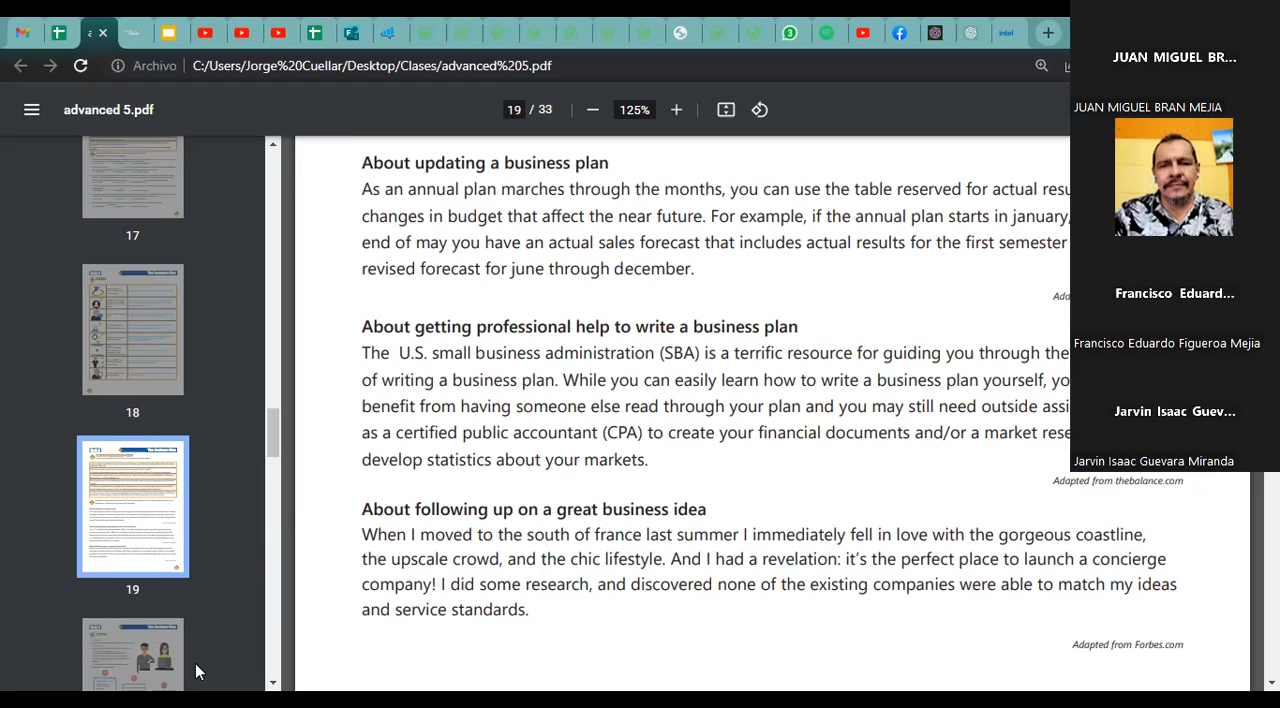 3
intel
Archivo
C:/Users/Jorge%20Cuellar/Desktop/Clases/advanced%205.pdf
advanced 5.pdf
19 / 33
125%
17
18
19
About updating a business plan
As an annual plan marches through the months, you can use the table reserved for actual
changes in budget that affect the near future. For example, if the annual plan starts in january,
end of may you have an actual sales forecast that includes actual results for the first semester
revised forecast for june through december.
About getting professional help to write a business plan
The U.S. small business administration (SBA) is a terrific resource for guiding you through the
of writing a business plan. While you can easily learn how to write a business plan yourself,
benefit from having someone else read through your plan and you may still need outside
as a certified public accountant (CPA) to create your financial documents and/or a market
develop statistics about your markets.
Adapted from thebalance.com
About following up on a great business idea
When I moved to the south of france last summer I immediately fell in love with the gorgeous coastline,
the upscale crowd, and the chic lifestyle. And I had a revelation: it's the perfect place to launch a concierge
company! I did some research, and discovered none of the existing companies were able to match my ideas
and service standards.
Adapted from Forbes.com
JUAN MIGUEL BR...
JUAN MIGUEL BRAN MEJIA
Francisco Eduard...
Francisco Eduardo Figueroa Mejia
Jarvin Isaac Guev...
Jarvin Isaac Guevara Miranda